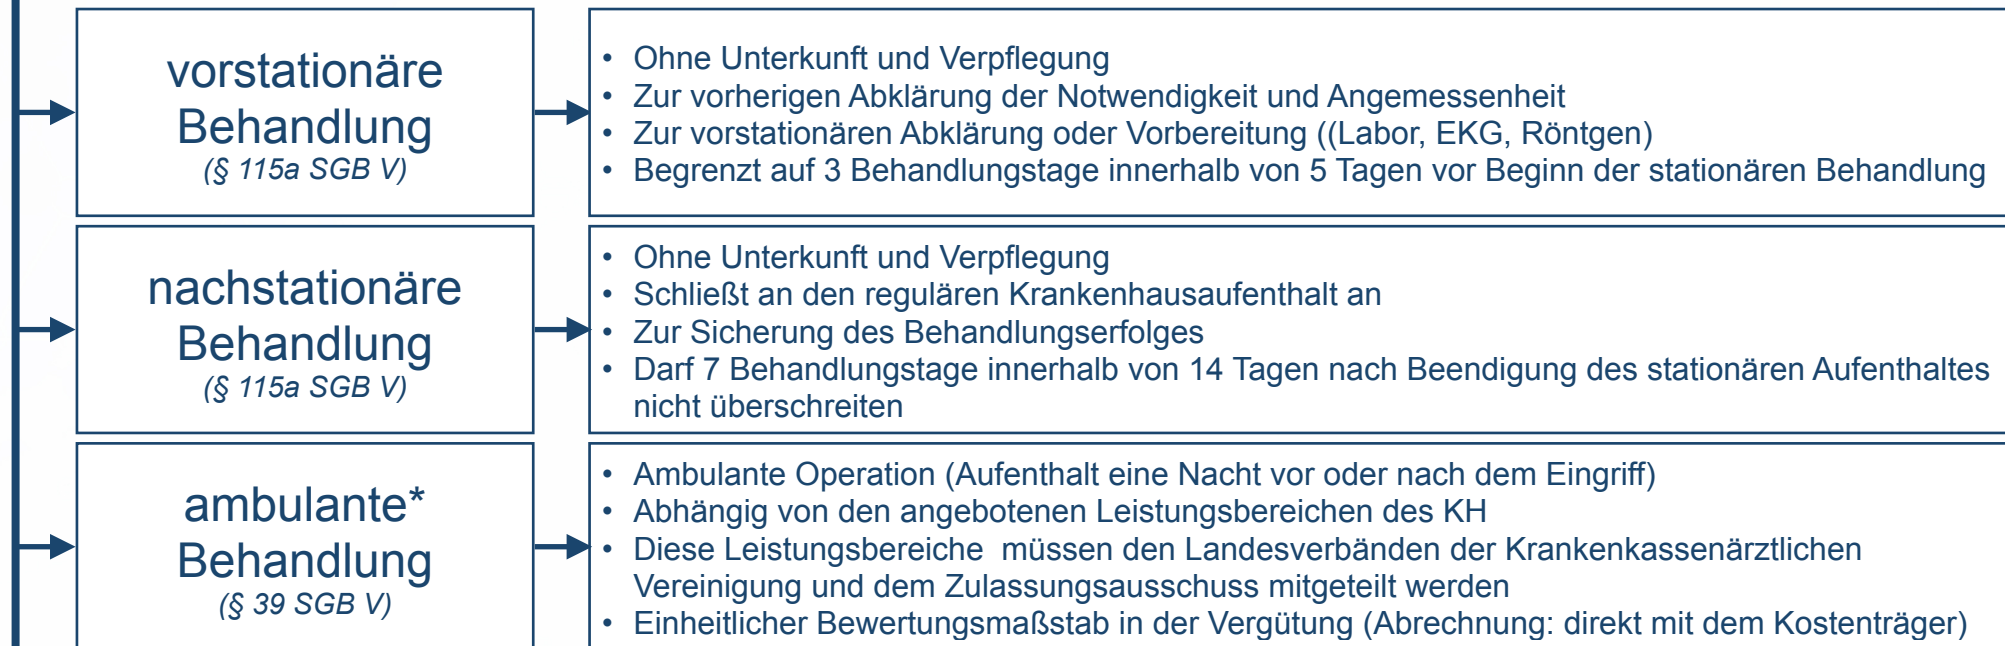 vorstationäre
Behandlung
(§ 115a SGB V)
• Ohne Unterkunft und Verpflegung
• Zur vorherigen Abklärung der Notwendigkeit und Angemessenheit
• Zur vorstationären Abklärung oder Vorbereitung ((Labor, EKG, Röntgen)
• Begrenzt auf 3 Behandlungstage innerhalb von 5 Tagen vor Beginn der stationären Behandlung
nachstationäre
Behandlung
(§ 115a SGB V)
• Ohne Unterkunft und Verpflegung
• Schließt an den regulären Krankenhausaufenthalt an
• Zur Sicherung des Behandlungserfolges
• Darf 7 Behandlungstage innerhalb von 14 Tagen nach Beendigung des stationären Aufenthaltes
nicht überschreiten
ambulante*
Behandlung
(§ 39 SGB V)
• Ambulante Operation (Aufenthalt eine Nacht vor oder nach dem Eingriff)
• Abhängig von den angebotenen Leistungsbereichen des KH
• Diese Leistungsbereiche müssen den Landesverbänden der Krankenkassenärztlichen
Vereinigung und dem Zulassungsausschuss mitgeteilt werden
• Einheitlicher Bewertungsmaßstab in der Vergütung (Abrechnung: direkt mit dem Kostenträger)